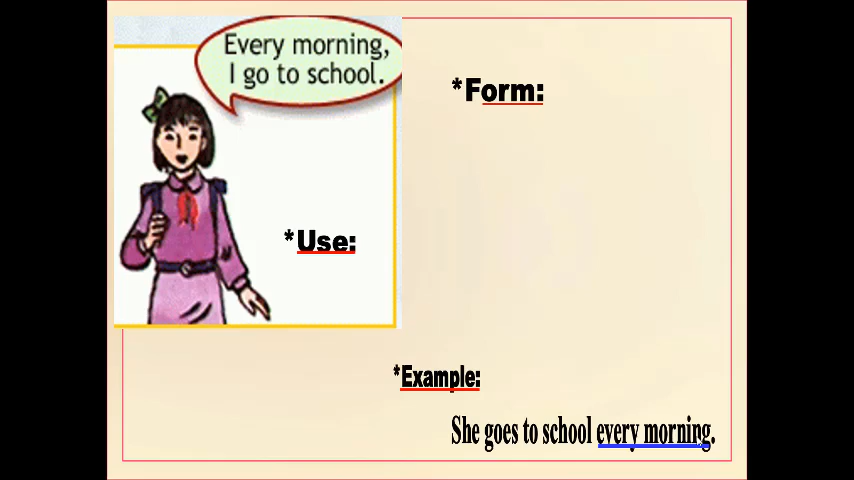 Every morning,
I go to school.
*Form:
*Use:
*Example:
She goes to school every morning.